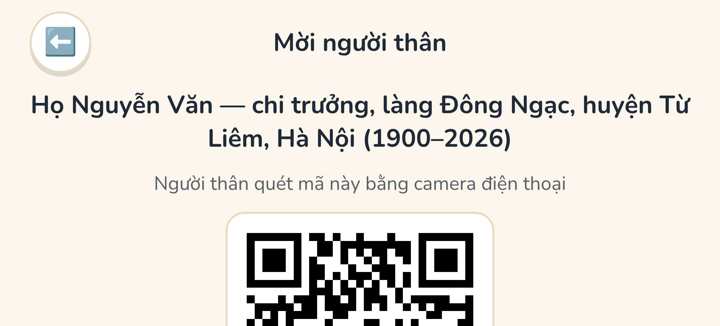 Mời người thân
Họ Nguyễn Văn — chi trưởng, làng Đông Ngạc, huyện Từ
Liêm, Hà Nội (1900–2026)
Người thân quét mã này bằng camera điện thoại